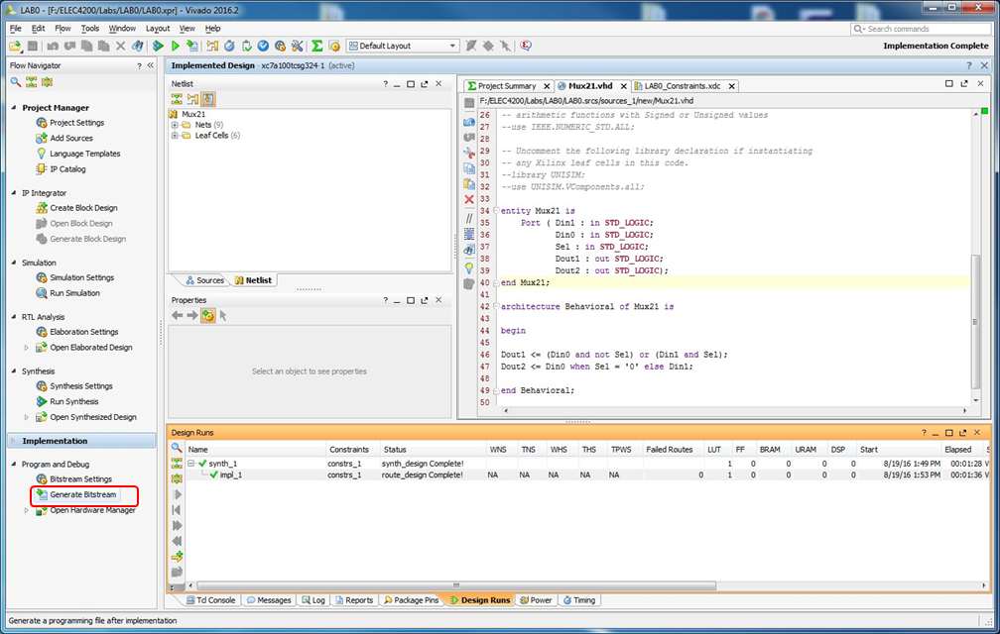 LAB0 - [F:/ELEC4200/Labs/LAB0/LAB0.xpr] - Vivado 2016.2
File Edit Flow Tools Window Layout View Help
Search commands
Default Layout
Implementation Complete
Flow Navigator
Project Manager
Project Settings
Add Sources
Language Templates
IP Catalog
IP Integrator
Create Block Design
Open Block Design
Generate Block Design
Simulation
Simulation Settings
Run Simulation
RTL Analysis
Elaboration Settings
Open Elaborated Design
Synthesis
Synthesis Settings
Run Synthesis
Open Synthesized Design
Implementation
Program and Debug
Bitstream Settings
Generate Bitstream
Open Hardware Manager
Implemented Design - xc7a100tcsg324-1 (active)
Netlist
Mux21
Nets (9)
Leaf Cells (6)
Sources Netlist
Properties
Select an object to see properties
Project Summary Mux21.vhd LAB0_Constraints.xdc
F:/ELEC4200/Labs/LAB0/LAB0.srcs/sources_1/new/Mux21.vhd
26 -- arithmetic functions with Signed or Unsigned values
27 --use IEEE.NUMERIC_STD.ALL;
28
29 -- Uncomment the following library declaration if instantiating
30 -- any Xilinx leaf cells in this code.
31 --library UNISIM;
32 --use UNISIM.VComponents.all;
33
34 entity Mux21 is
35 Port ( Din1 : in STD_LOGIC;
36 Din0 : in STD_LOGIC;
37 Sel : in STD_LOGIC;
38 Dout1 : out STD_LOGIC;
39 Dout2 : out STD_LOGIC);
40 end Mux21;
41
42 architecture Behavioral of Mux21 is
43
44 begin
45
46 Dout1 <= (Din0 and not Sel) or (Din1 and Sel);
47 Dout2 <= Din0 when Sel = '0' else Din1;
48
49 end Behavioral;
50
Design Runs
Name Constraints Status WNS TNS WHS THS TPWS Failed Routes LUT FF BRAM URAM DSP Start Elapsed
synth_1 constrs_1 synth_design Complete! 1 0 0 0 0 8/19/16 1:49 PM 00:01:28
impl_1 constrs_1 route_design Complete! NA NA NA NA NA 0 1 0 0 0 0 8/19/16 1:53 PM 00:01:36
Tcl Console Messages Log Reports Package Pins Design Runs Power Timing
Generate a programming file after implementation